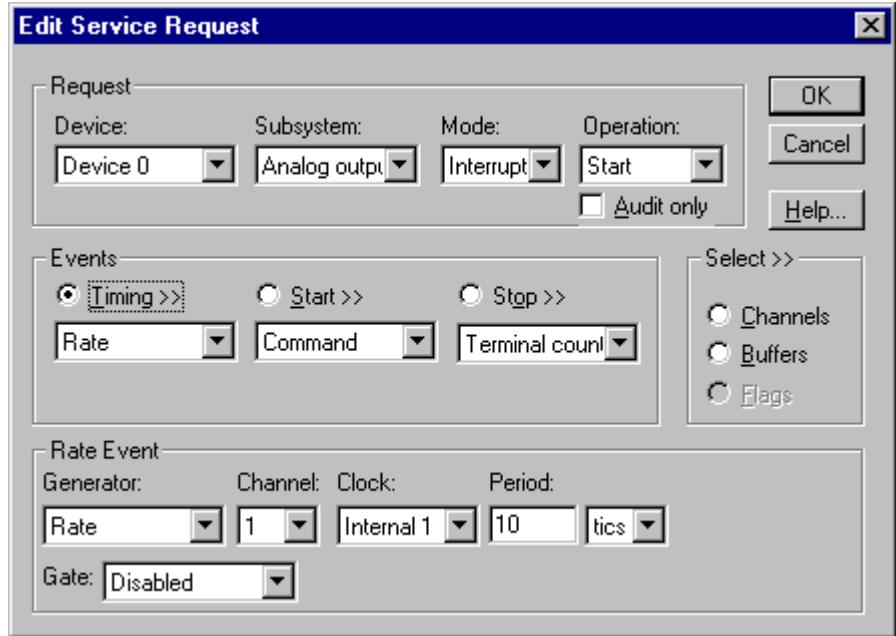 Edit Service Request
Request
Device: Subsystem: Mode: Operation:
Device 0 Analog outpu Interrupt Start
Audit only
OK
Cancel
Help...
Events
Timing >> Start >> Stop >>
Rate Command Terminal count
Select >>
Channels
Buffers
Flags
Rate Event
Generator: Channel: Clock: Period:
Rate 1 Internal 1 10 tics
Gate: Disabled